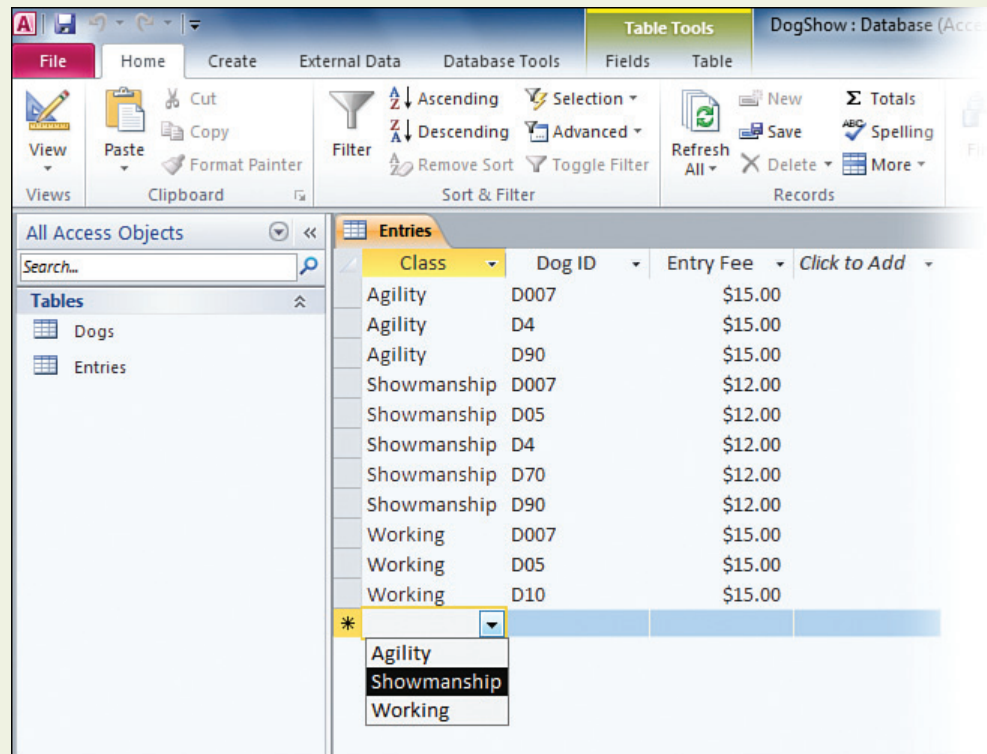 A
Table Tools
DogShow : Database (Acce
File Home Create External Data Database Tools Fields Table
View
Views
Paste
Cut
Copy
Format Painter
Clipboard
Filter
Ascending
Descending
Remove Sort
Selection
Advanced
Toggle Filter
Sort & Filter
Refresh
All
New
Save
Delete
Σ Totals
ABC Spelling
More
Records
Fi
All Access Objects «
Search...
Tables
Dogs
Entries
Entries
Class Dog ID Entry Fee Click to Add
Agility D007 $15.00
Agility D4 $15.00
Agility D90 $15.00
Showmanship D007 $12.00
Showmanship D05 $12.00
Showmanship D4 $12.00
Showmanship D70 $12.00
Showmanship D90 $12.00
Working D007 $15.00
Working D05 $15.00
Working D10 $15.00
*
Agility
Showmanship
Working